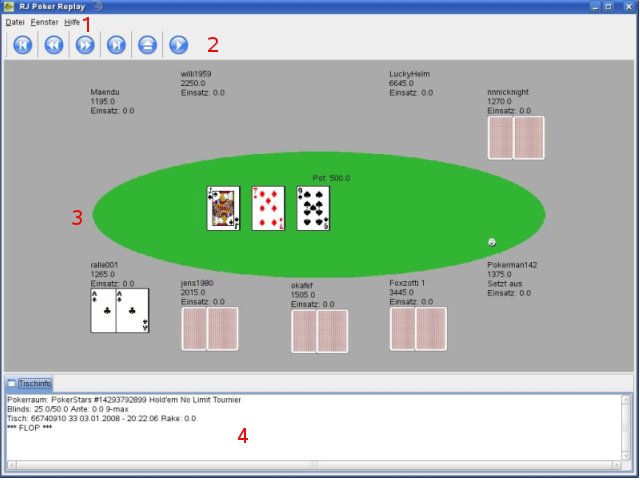 RJ Poker Replay
Datei Fenster Hilfe 1
2
willi1959
2250.0
Einsatz: 0.0
LuckyHelm
6645.0
Einsatz: 0.0
Maendu
1195.0
Einsatz: 0.0
nnnicknight
1270.0
Einsatz: 0.0
Pot: 500.0
3
ralle001
1265.0
Einsatz: 0.0
A
A
A
jens1980
2015.0
Einsatz: 0.0
okafef
1505.0
Einsatz: 0.0
Foxzotti 1
3445.0
Einsatz: 0.0
Pokerman142
1375.0
Setzt aus
Einsatz: 0.0
Tischinfo
Pokerraum: PokerStars #14293792899 Hold'em No Limit Tournier
Blinds: 25.0/50.0 Ante: 0.0 9-max
Tisch: 66740910 33 03.01 2008 - 20:22:06 Rake: 0.0
*** FLOP ***
4